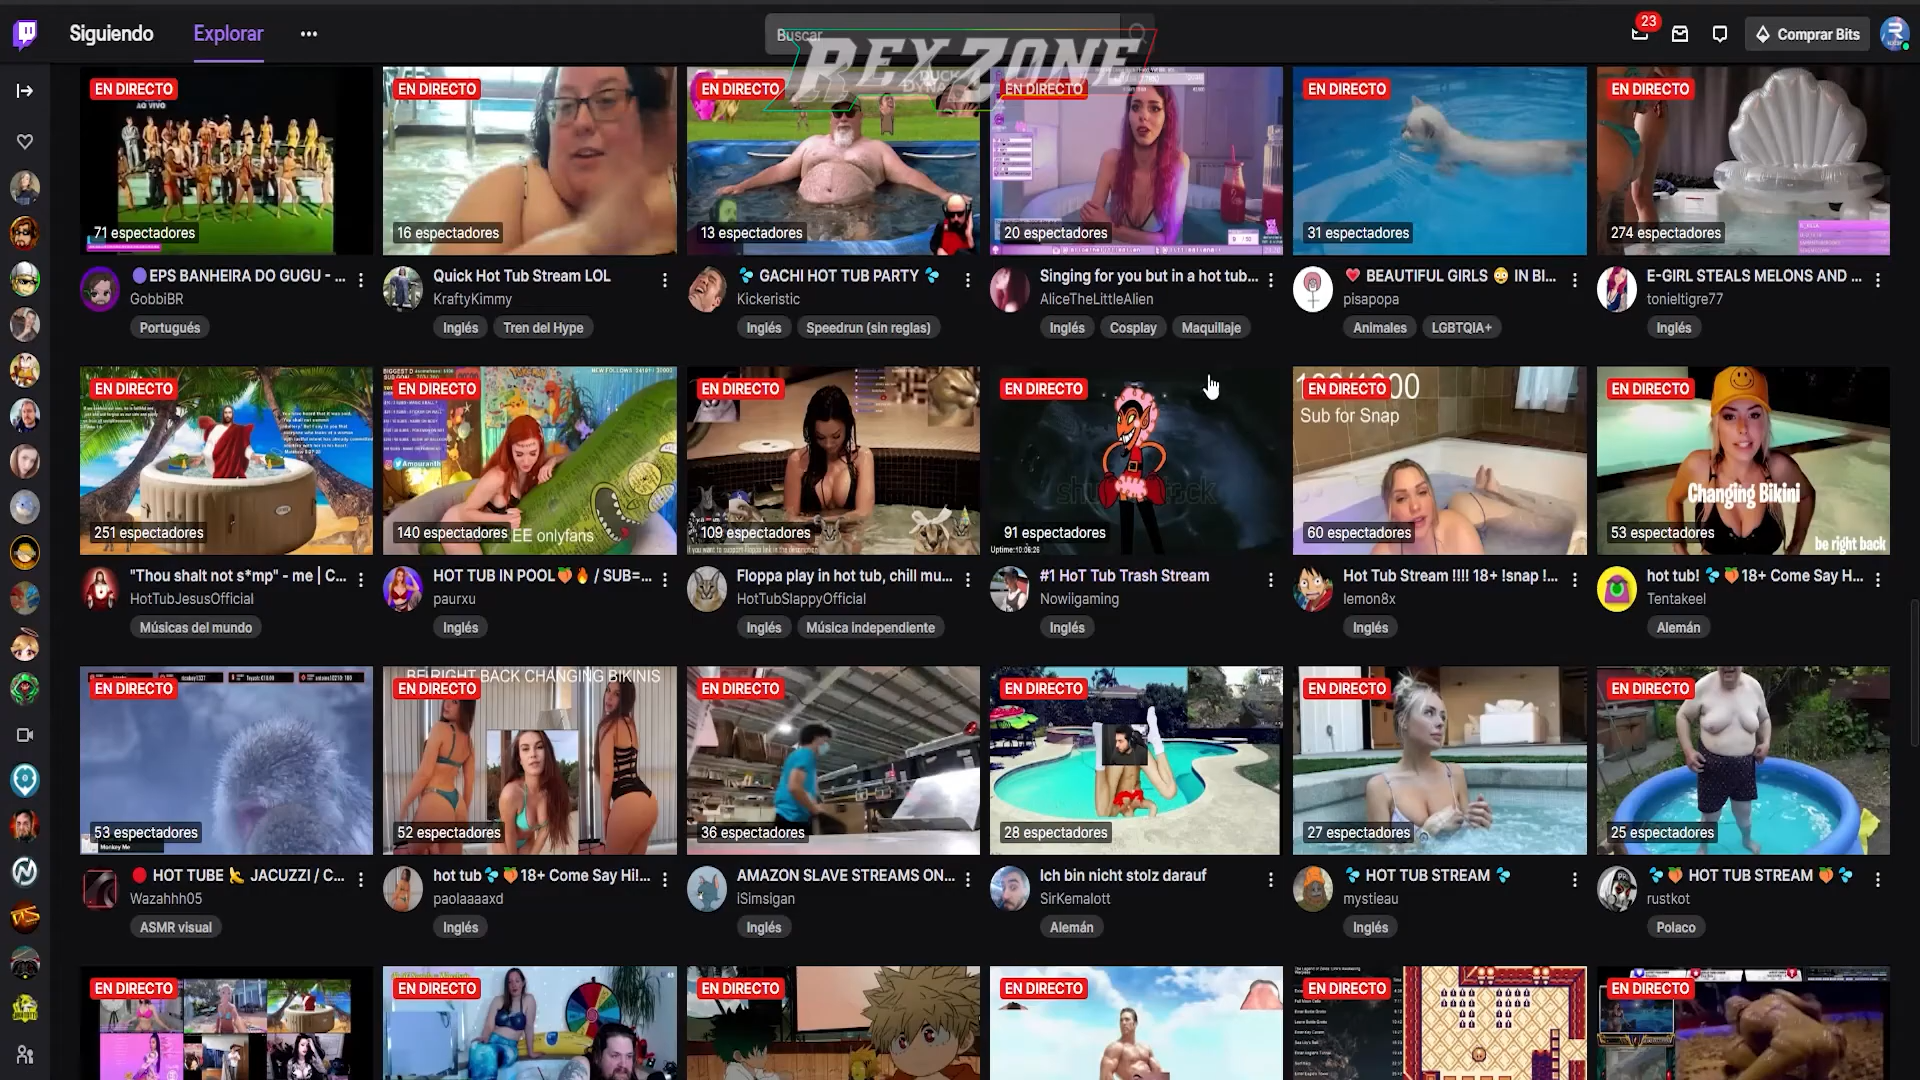 Siguiendo
Explorar
Buscar
REX ZONE
23
Comprar Bits
EN DIRECTO
AO VIVO
71 espectadores
EPS BANHEIRA DO GUGU - ...
GobbiBR
Portugués
EN DIRECTO
16 espectadores
Quick Hot Tub Stream LOL
KraftyKimmy
Inglés
Tren del Hype
EN DIRECTO
DUCK
13 espectadores
GACHI HOT TUB PARTY
Kickeristic
Inglés
Speedrun (sin reglas)
EN DIRECTO
20 espectadores
Singing for you but in a hot tub...
AliceTheLittleAlien
Inglés
Cosplay
Maquillaje
EN DIRECTO
31 espectadores
BEAUTIFUL GIRLS 😳 IN BI...
pisapopa
Animales
LGBTQIA+
EN DIRECTO
274 espectadores
E-GIRL STEALS MELONS AND ...
tonieltigre77
Inglés
EN DIRECTO
251 espectadores
"Thou shalt not s*mp" - me | C...
HotTubJesusOfficial
Músicas del mundo
EN DIRECTO
Amouranth
140 espectadores
EE onlyfans
HOT TUB IN POOL🍑🔥 / SUB=...
paurxu
Inglés
EN DIRECTO
109 espectadores
Floppa play in hot tub, chill mu...
HotTubSlappyOfficial
Inglés
Música independiente
EN DIRECTO
91 espectadores
Uptime:10:06:26
#1 HoT Tub Trash Stream
Nowiigaming
Inglés
EN DIRECTO
Sub for Snap
60 espectadores
Hot Tub Stream !!!! 18+ !snap !...
lemon8x
Inglés
EN DIRECTO
Changing Bikini
53 espectadores
be right back
hot tub! 💦🍑18+ Come Say H...
Tentakeel
Alemán
EN DIRECTO
53 espectadores
Monkey Me
HOT TUBE 🍌 JACUZZI / C...
Wazahhh05
ASMR visual
BE RIGHT BACK CHANGING BIKINIS
EN DIRECTO
52 espectadores
hot tub💦🍑18+ Come Say Hi!...
paolaaaaxd
Inglés
EN DIRECTO
36 espectadores
AMAZON SLAVE STREAMS ON...
iSimsigan
Inglés
EN DIRECTO
28 espectadores
Ich bin nicht stolz darauf
SirKemalott
Alemán
EN DIRECTO
27 espectadores
💦 HOT TUB STREAM 💦
mystieau
Inglés
EN DIRECTO
25 espectadores
💦🍑 HOT TUB STREAM 🍑💦
rustkot
Polaco
EN DIRECTO
EN DIRECTO
EN DIRECTO
EN DIRECTO
EN DIRECTO
EN DIRECTO